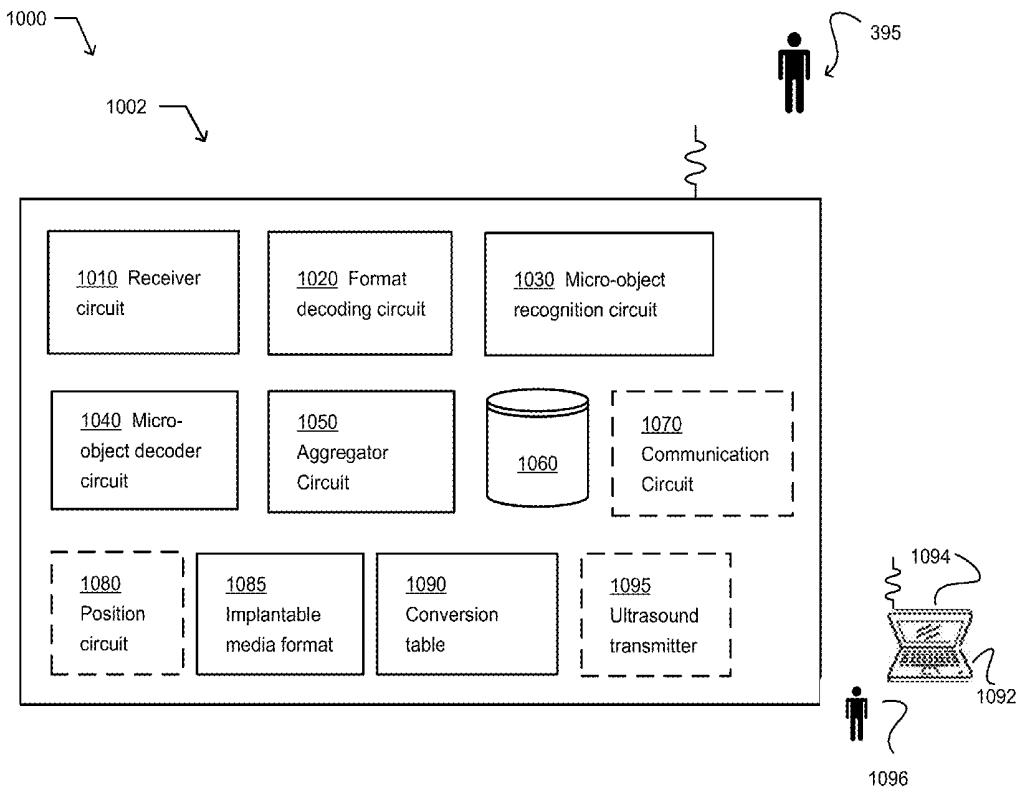 1000
395
1002
1010 Receiver
circuit
1020 Format
decoding circuit
1030 Micro-object
recognition circuit
1040 Micro-
object decoder
circuit
1050
Aggregator
Circuit
1060
1070
Communication
Circuit
1080
Position
circuit
1085
Implantable
media format
1090
Conversion
table
1095
Ultrasound
transmitter
1094
1092
1096